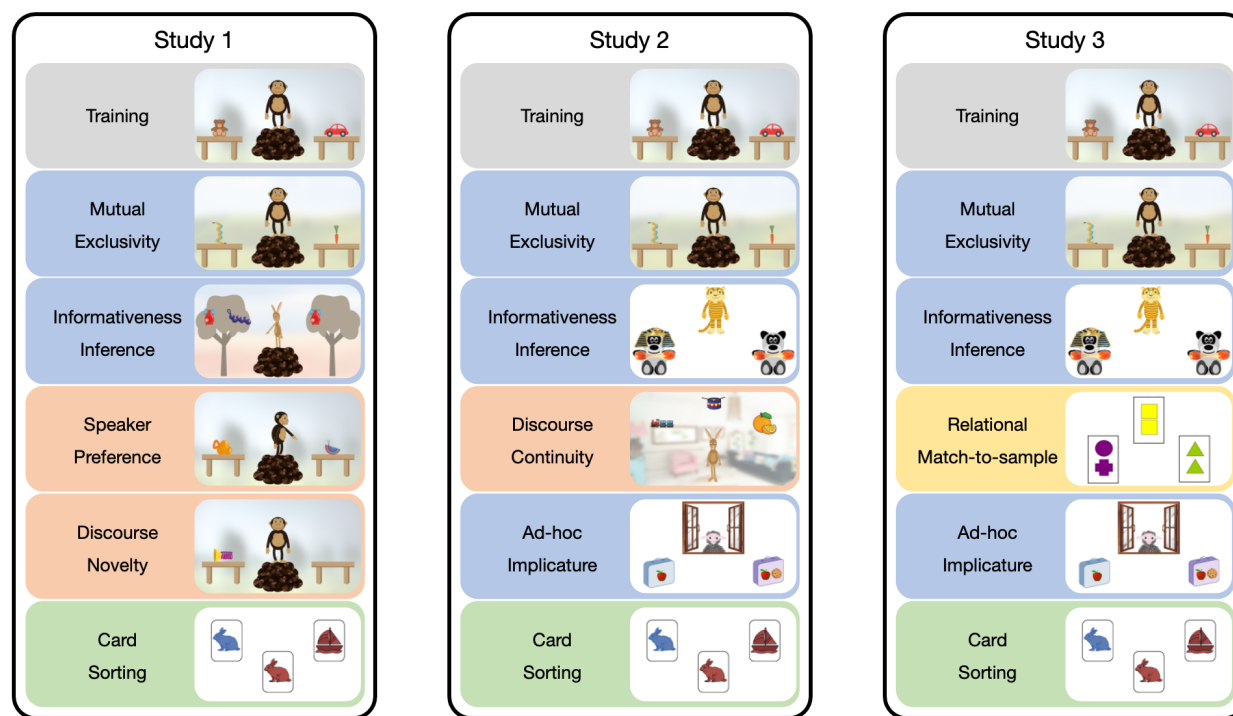 Study 1
Training
Mutual
Exclusivity
Informativeness
Inference
Speaker
Preference
Discourse
Novelty
Card
Sorting
Study 2
Training
Mutual
Exclusivity
Informativeness
Inference
Discourse
Continuity
Ad-hoc
Implicature
Card
Sorting
Study 3
Training
Mutual
Exclusivity
Informativeness
Inference
Relational
Match-to-sample
Ad-hoc
Implicature
Card
Sorting